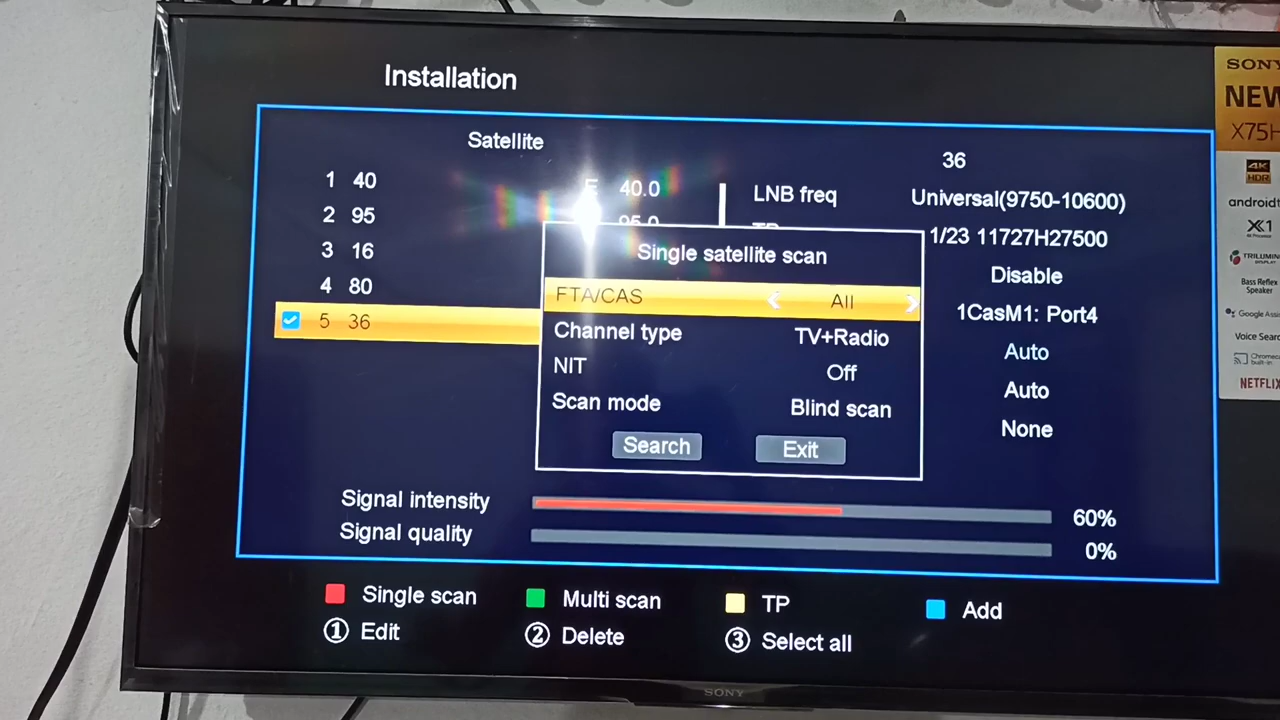 Installation
Satellite
36
1 40
40.0
LNB freq
Universal(9750-10600)
2 95
95.0
1/23 11727H27500
3 16
Disable
4 80
1CasM1: Port4
5 36
Auto
Auto
None
Single satellite scan
FTA/CAS
All
Channel type
TV+Radio
NIT
Off
Scan mode
Blind scan
Search
Exit
Signal intensity
60%
Signal quality
0%
Single scan
Multi scan
TP
Add
1 Edit
2 Delete
3 Select all
SONY
SONY
NEW
X75H
4K
HDR
X1
Bass Reflex
Speaker
Voice
NETFLIX